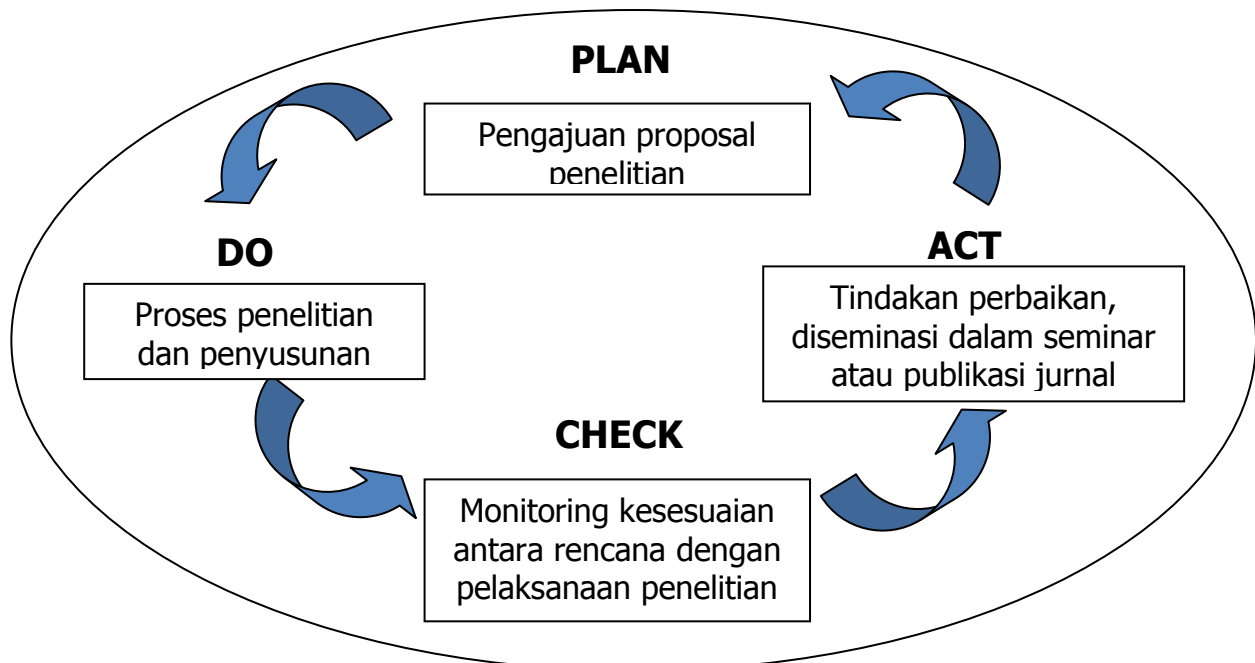 PLAN
Pengajuan proposal
penelitian
DO
Proses penelitian
dan penyusunan
ACT
Tindakan perbaikan,
diseminasi dalam seminar
atau publikasi jurnal
CHECK
Monitoring kesesuaian
antara rencana dengan
pelaksanaan penelitian